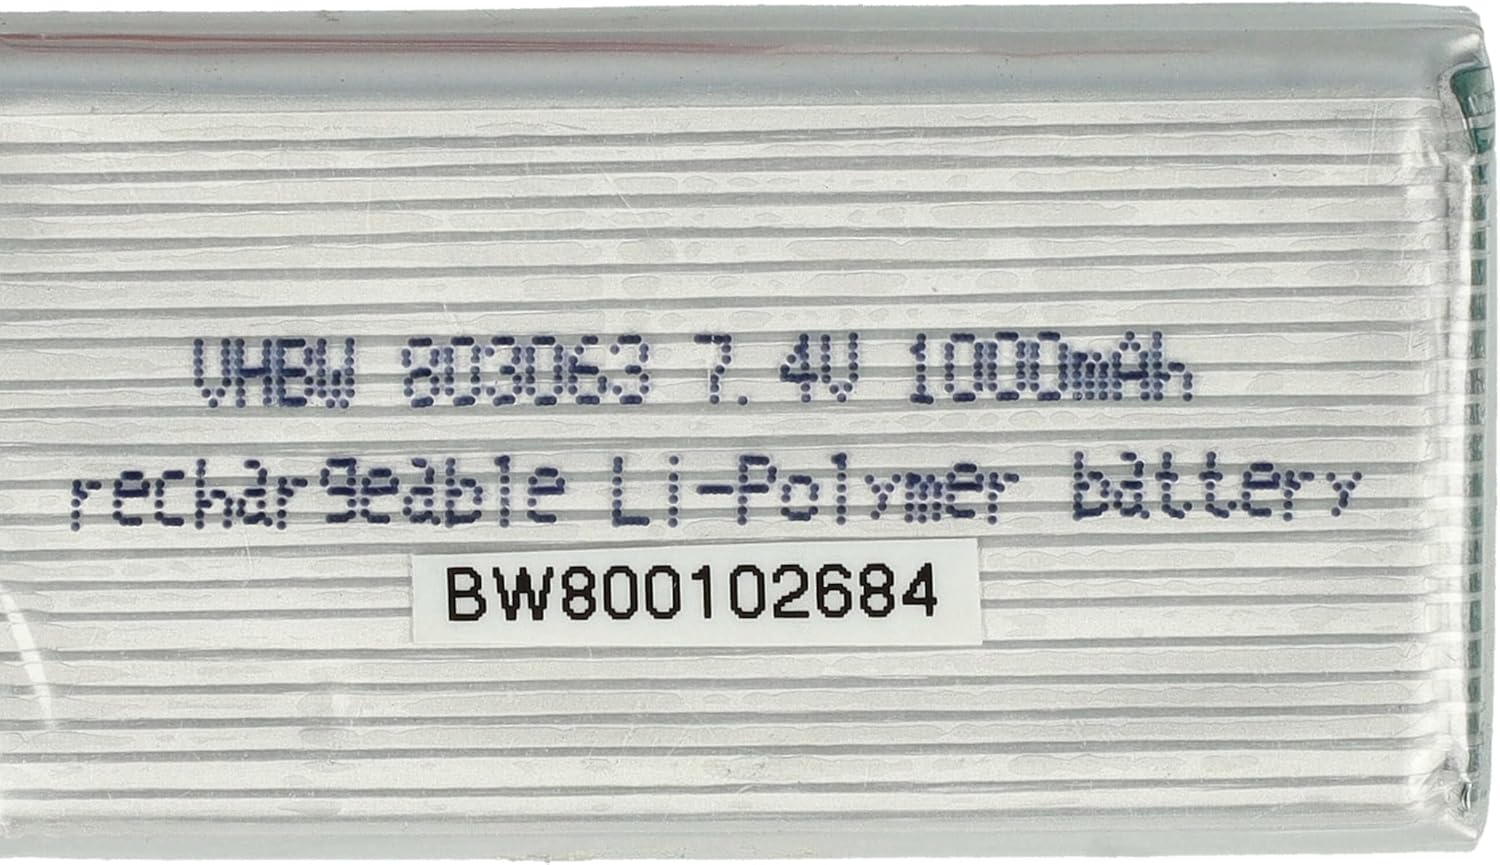 VHBW 803063 7.4V 1000mAh
rechargeable Li-Polymer battery
BW800102684